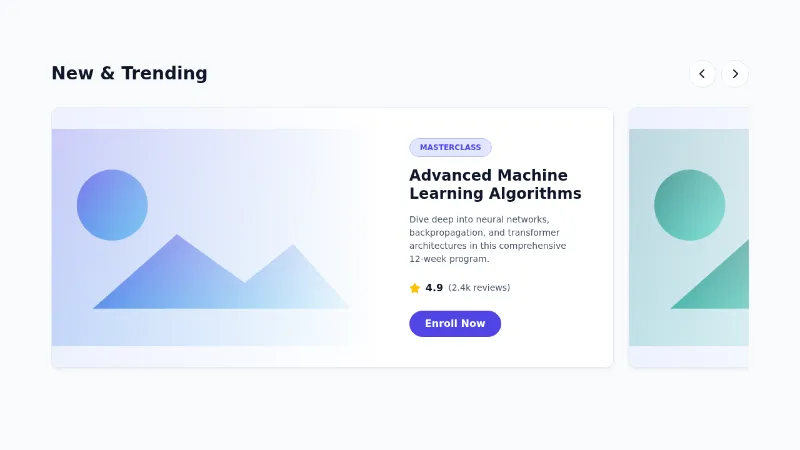 New & Trending
MASTERCLASS
Advanced Machine
Learning Algorithms
Dive deep into neural networks,
backpropagation, and transformer
architectures in this comprehensive
12-week program.
4.9 (2.4k reviews)
Enroll Now